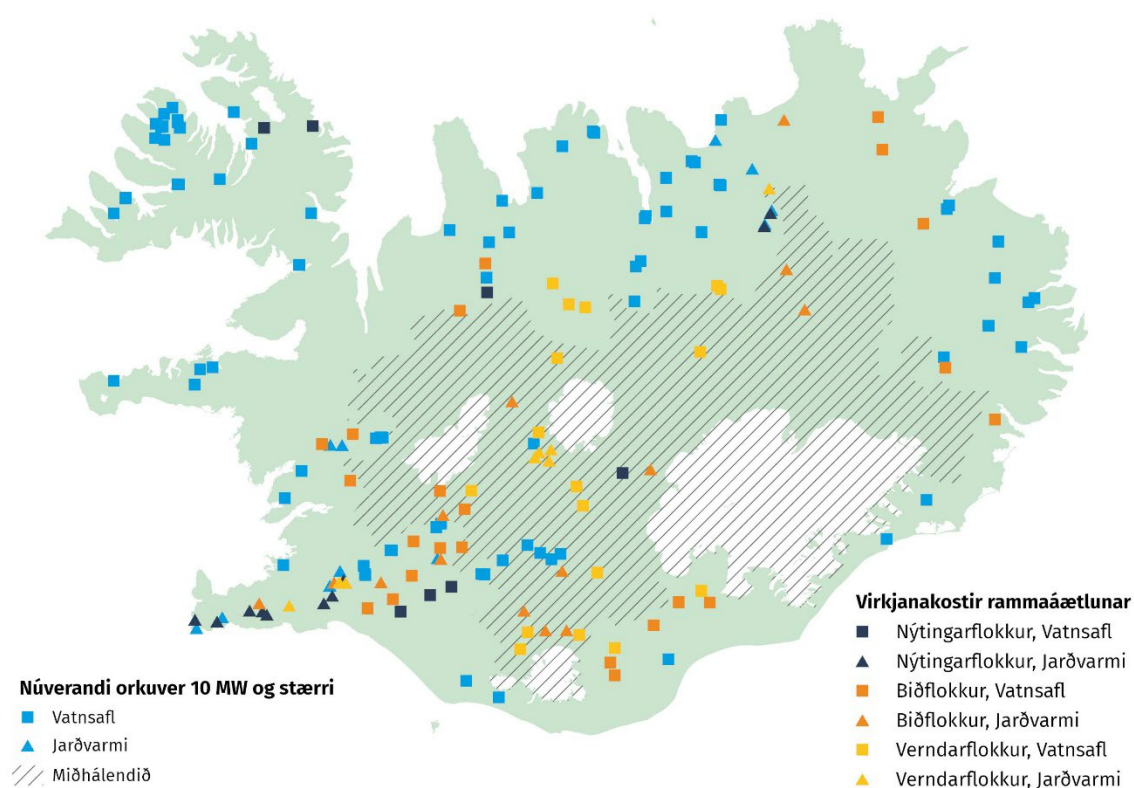 Núverandi orkuver 10 MW og stærri
Vatnsafl
Jarðvarmi
Miðhálendið
Virkjanakostir rammaáætlunar
Nýtingarflokkur, Vatnsafl
Nýtingarflokkur, Jarðvarmi
Biðflokkur, Vatnsafl
Biðflokkur, Jarðvarmi
Verndarflokkur, Vatnsafl
Verndarflokkur, Jarðvarmi